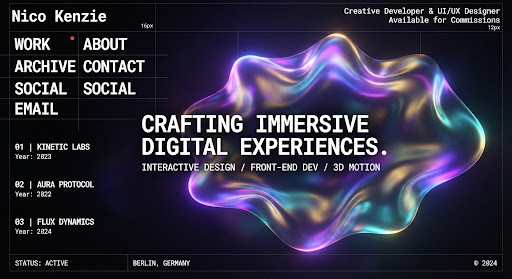 Nico Kenzie
16px
Creative Developer & UI/UX Designer
Available for Commissions
12px
WORK ABOUT
ARCHIVE CONTACT
SOCIAL SOCIAL
EMAIL
CRAFTING IMMERSIVE
DIGITAL EXPERIENCES.
INTERACTIVE DESIGN / FRONT-END DEV / 3D MOTION
01 | KINETIC LABS
Year: 2023
02 | AURA PROTOCOL
Year: 2022
03 | FLUX DYNAMICS
Year: 2024
STATUS: ACTIVE
BERLIN, GERMANY
© 2024